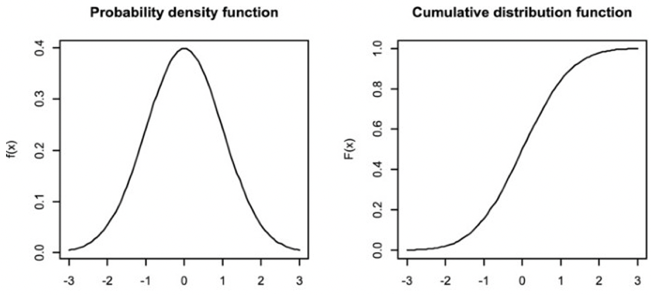 Probability density function
f(x)
0.4
0.3
0.2
0.1
0.0
-3 -2 -1 0 1 2 3
Cumulative distribution function
F(x)
1.0
0.8
0.6
0.4
0.2
0.0
-3 -2 -1 0 1 2 3